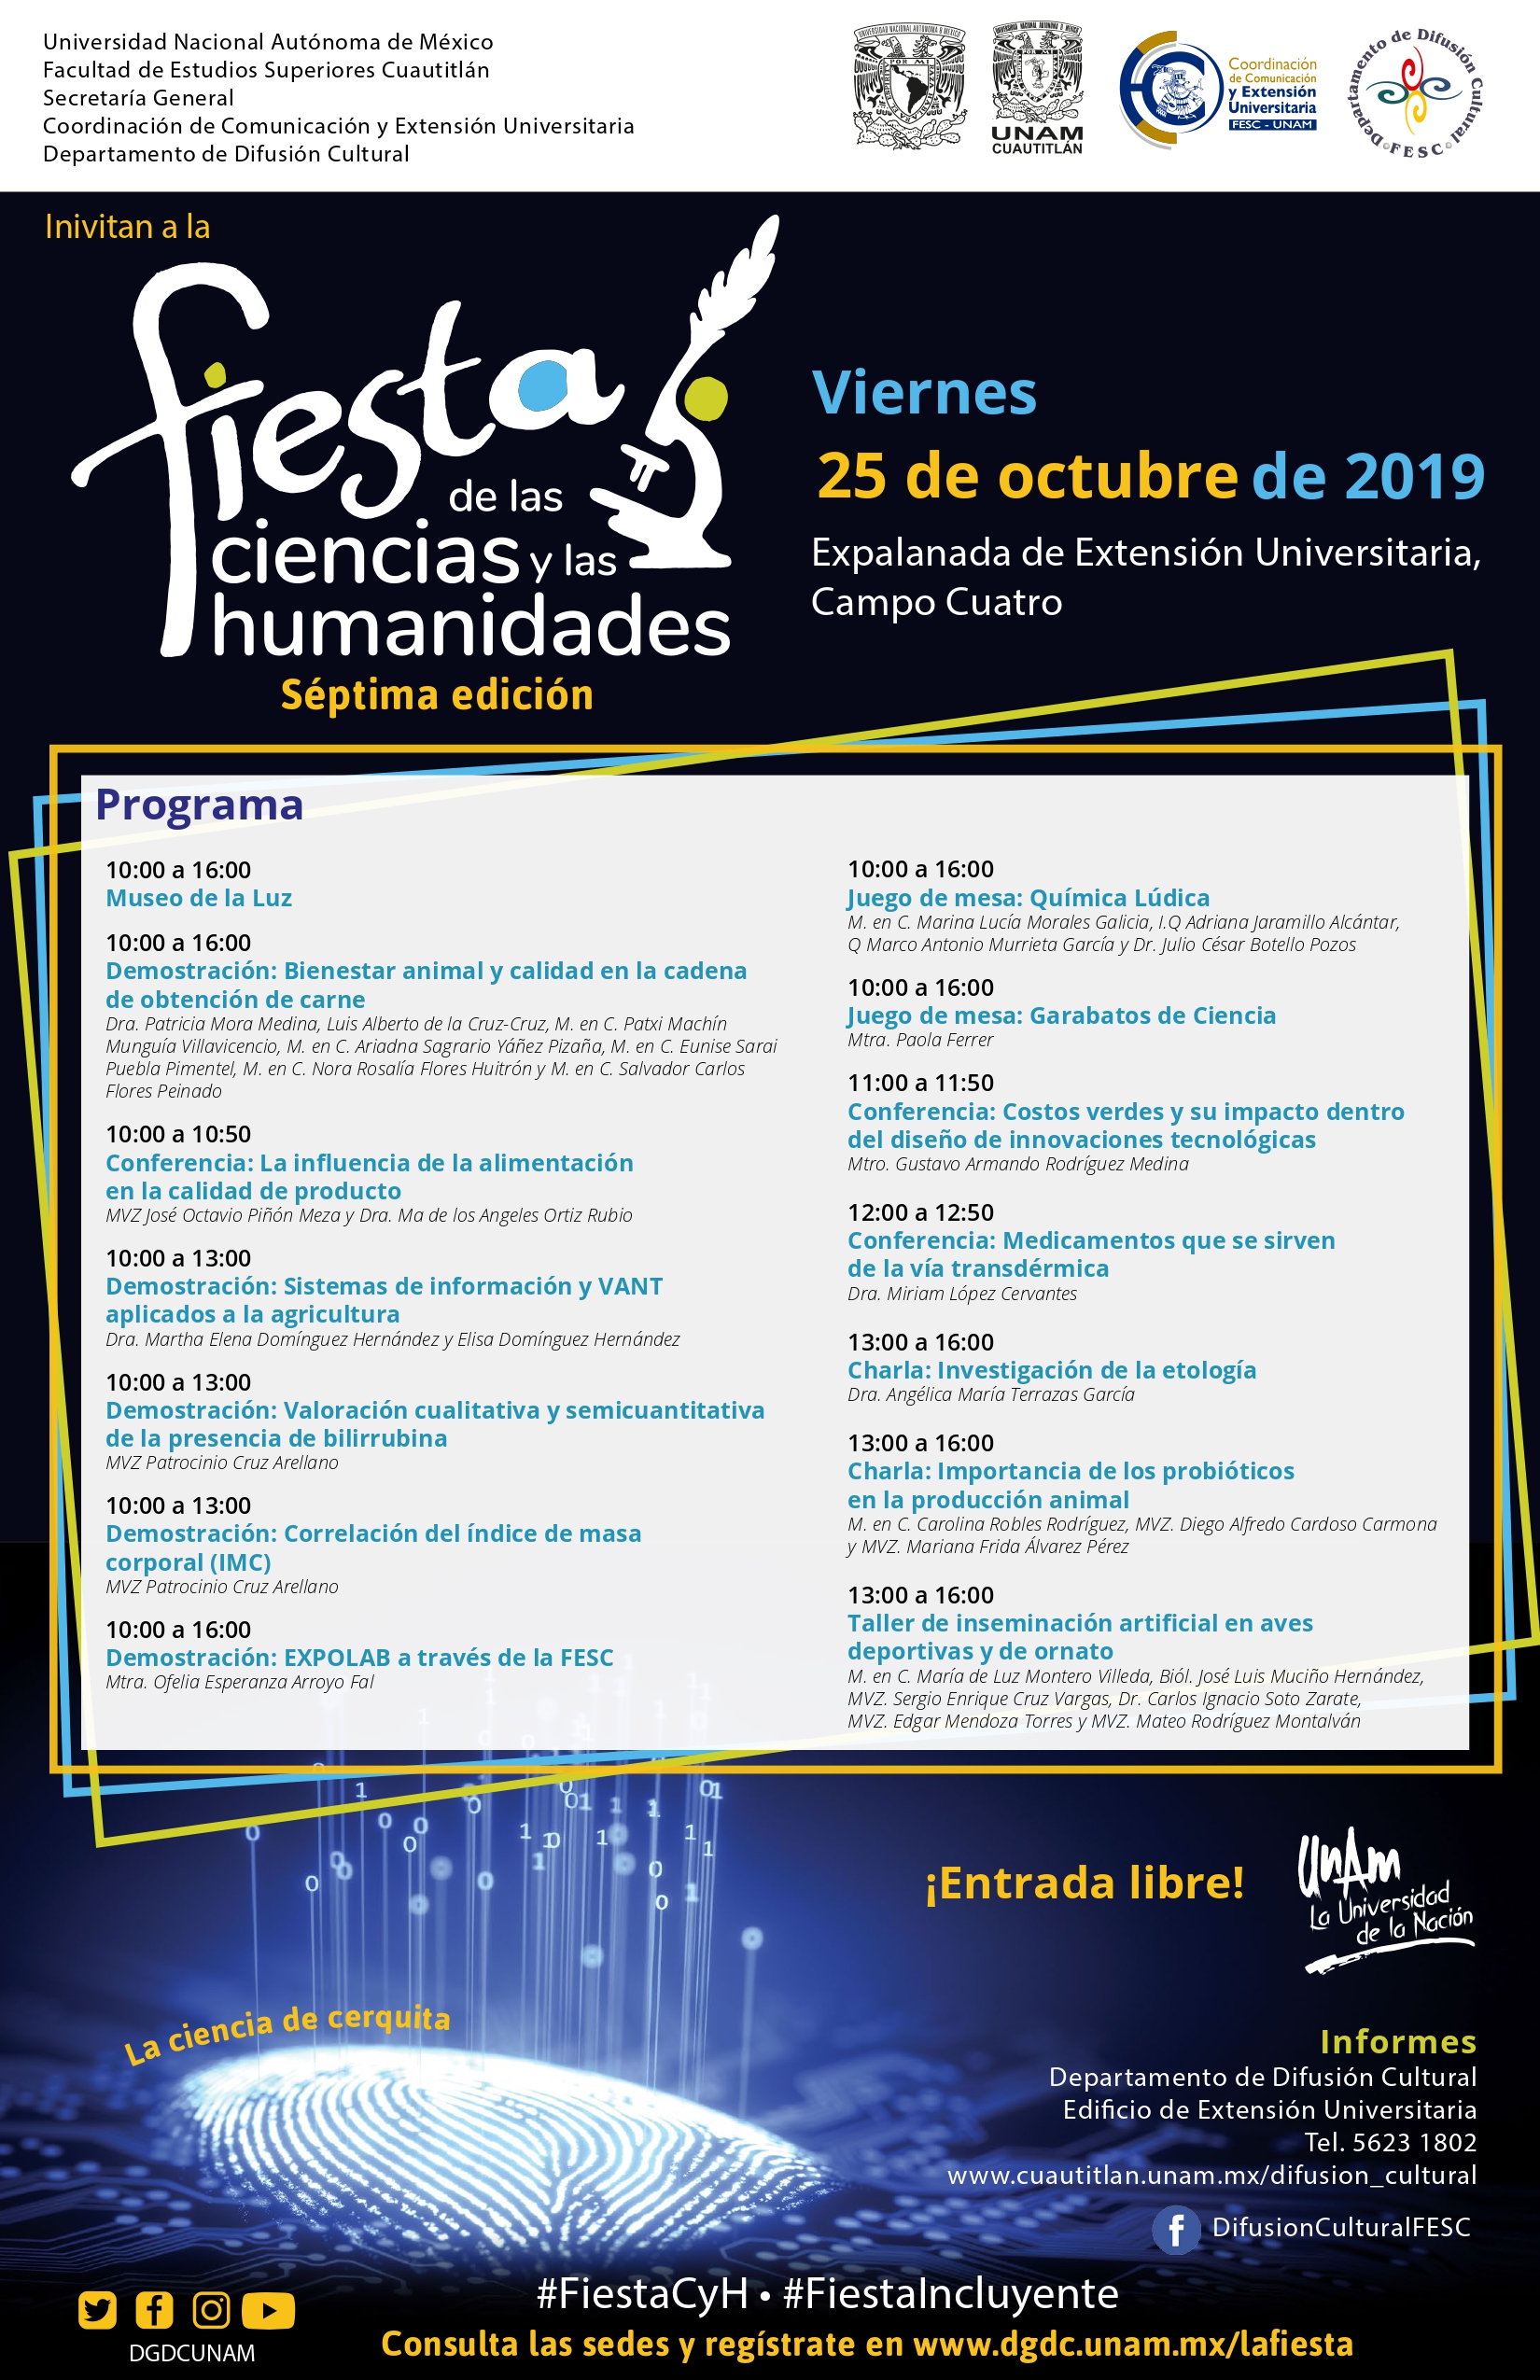 Universidad Nacional Autónoma de México
Facultad de Estudios Superiores Cuautitlán
Secretaría General
Coordinación de Comunicación y Extensión Universitaria
Departamento de Difusión Cultural
UNAM
CUAUTITLÁN
Coordinación
de Comunicación
y Extensión
Universitaria
FESC - UNAM
Departamento de Difusión Cultural
FESC
Inivitan a la
fiesta
de las
ciencias y las
humanidades
Séptima edición
Viernes
25 de octubre de 2019
Expalanada de Extensión Universitaria,
Campo Cuatro
Programa
10:00 a 16:00
Museo de la Luz
10:00 a 16:00
Demostración: Bienestar animal y calidad en la cadena
de obtención de carne
Dra. Patricia Mora Medina, Luis Alberto de la Cruz-Cruz, M. en C. Patxi Machín
Munguía Villavicencio, M. en C. Ariadna Sagrario Yáñez Pizaña, M. en C. Eunise Sarai
Puebla Pimentel, M. en C. Nora Rosalía Flores Huitrón y M. en C. Salvador Carlos
Flores Peinado
10:00 a 10:50
Conferencia: La influencia de la alimentación
en la calidad de producto
MVZ José Octavio Piñón Meza y Dra. Ma de los Angeles Ortiz Rubio
10:00 a 13:00
Demostración: Sistemas de información y VANT
aplicados a la agricultura
Dra. Martha Elena Domínguez Hernández y Elisa Domínguez Hernández
10:00 a 13:00
Demostración: Valoración cualitativa y semicuantitativa
de la presencia de bilirrubina
MVZ Patrocinio Cruz Arellano
10:00 a 13:00
Demostración: Correlación del índice de masa
corporal (IMC)
MVZ Patrocinio Cruz Arellano
10:00 a 16:00
Demostración: EXPOLAB a través de la FESC
Mtra. Ofelia Esperanza Arroyo Fal
10:00 a 16:00
Juego de mesa: Química Lúdica
M. en C. Marina Lucía Morales Galicia, I.Q Adriana Jaramillo Alcántar,
Q Marco Antonio Murrieta García y Dr. Julio César Botello Pozos
10:00 a 16:00
Juego de mesa: Garabatos de Ciencia
Mtra. Paola Ferrer
11:00 a 11:50
Conferencia: Costos verdes y su impacto dentro
del diseño de innovaciones tecnológicas
Mtro. Gustavo Armando Rodríguez Medina
12:00 a 12:50
Conferencia: Medicamentos que se sirven
de la vía transdérmica
Dra. Miriam López Cervantes
13:00 a 16:00
Charla: Investigación de la etología
Dra. Angélica María Terrazas García
13:00 a 16:00
Charla: Importancia de los probióticos
en la producción animal
M. en C. Carolina Robles Rodríguez, MVZ. Diego Alfredo Cardoso Carmona
y MVZ. Mariana Frida Álvarez Pérez
13:00 a 16:00
Taller de inseminación artificial en aves
deportivas y de ornato
M. en C. María de Luz Montero Villeda, Biól. José Luis Muciño Hernández,
MVZ. Sergio Enrique Cruz Vargas, Dr. Carlos Ignacio Soto Zarate,
MVZ. Edgar Mendoza Torres y MVZ. Mateo Rodríguez Montalván
¡Entrada libre!
UnAm
La Universidad
de la Nación
La ciencia de cerquita
Informes
Departamento de Difusión Cultural
Edificio de Extensión Universitaria
Tel. 5623 1802
www.cuautitlan.unam.mx/difusion_cultural
DifusionCulturalFESC
#FiestaCyH • #FiestaIncluyente
DGDCUNAM
Consulta las sedes y regístrate en www.dgdc.unam.mx/lafiesta